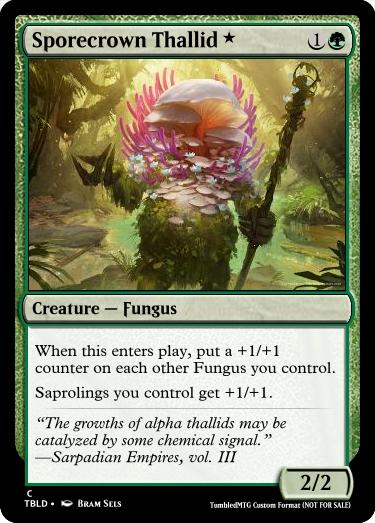 Sporecrown Thallid ★ 1
Creature — Fungus
When this enters play, put a +1/+1
counter on each other Fungus you control.
Saprolings you control get +1/+1.
“The growths of alpha thallids may be
catalyzed by some chemical signal.”
—Sarpadian Empires, vol. III
2/2
C
TBLD • Bram Sels
TumbledMTG Custom Format (NOT FOR SALE)